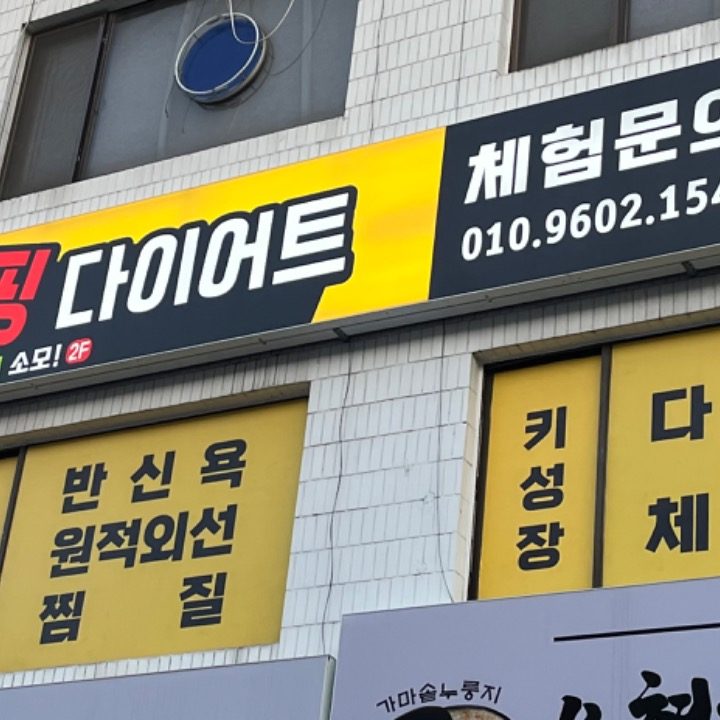 핑 다이어트
소모! 2F
체험문의
010.9602.154
반신욕
원적외선
찜질
키성장
다
체
가마솥누룽지